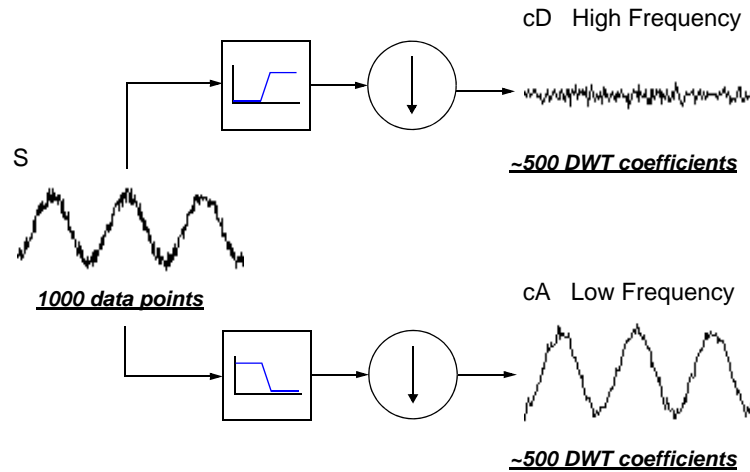 cD High Frequency
~500 DWT coefficients
S
1000 data points
cA Low Frequency
~500 DWT coefficients